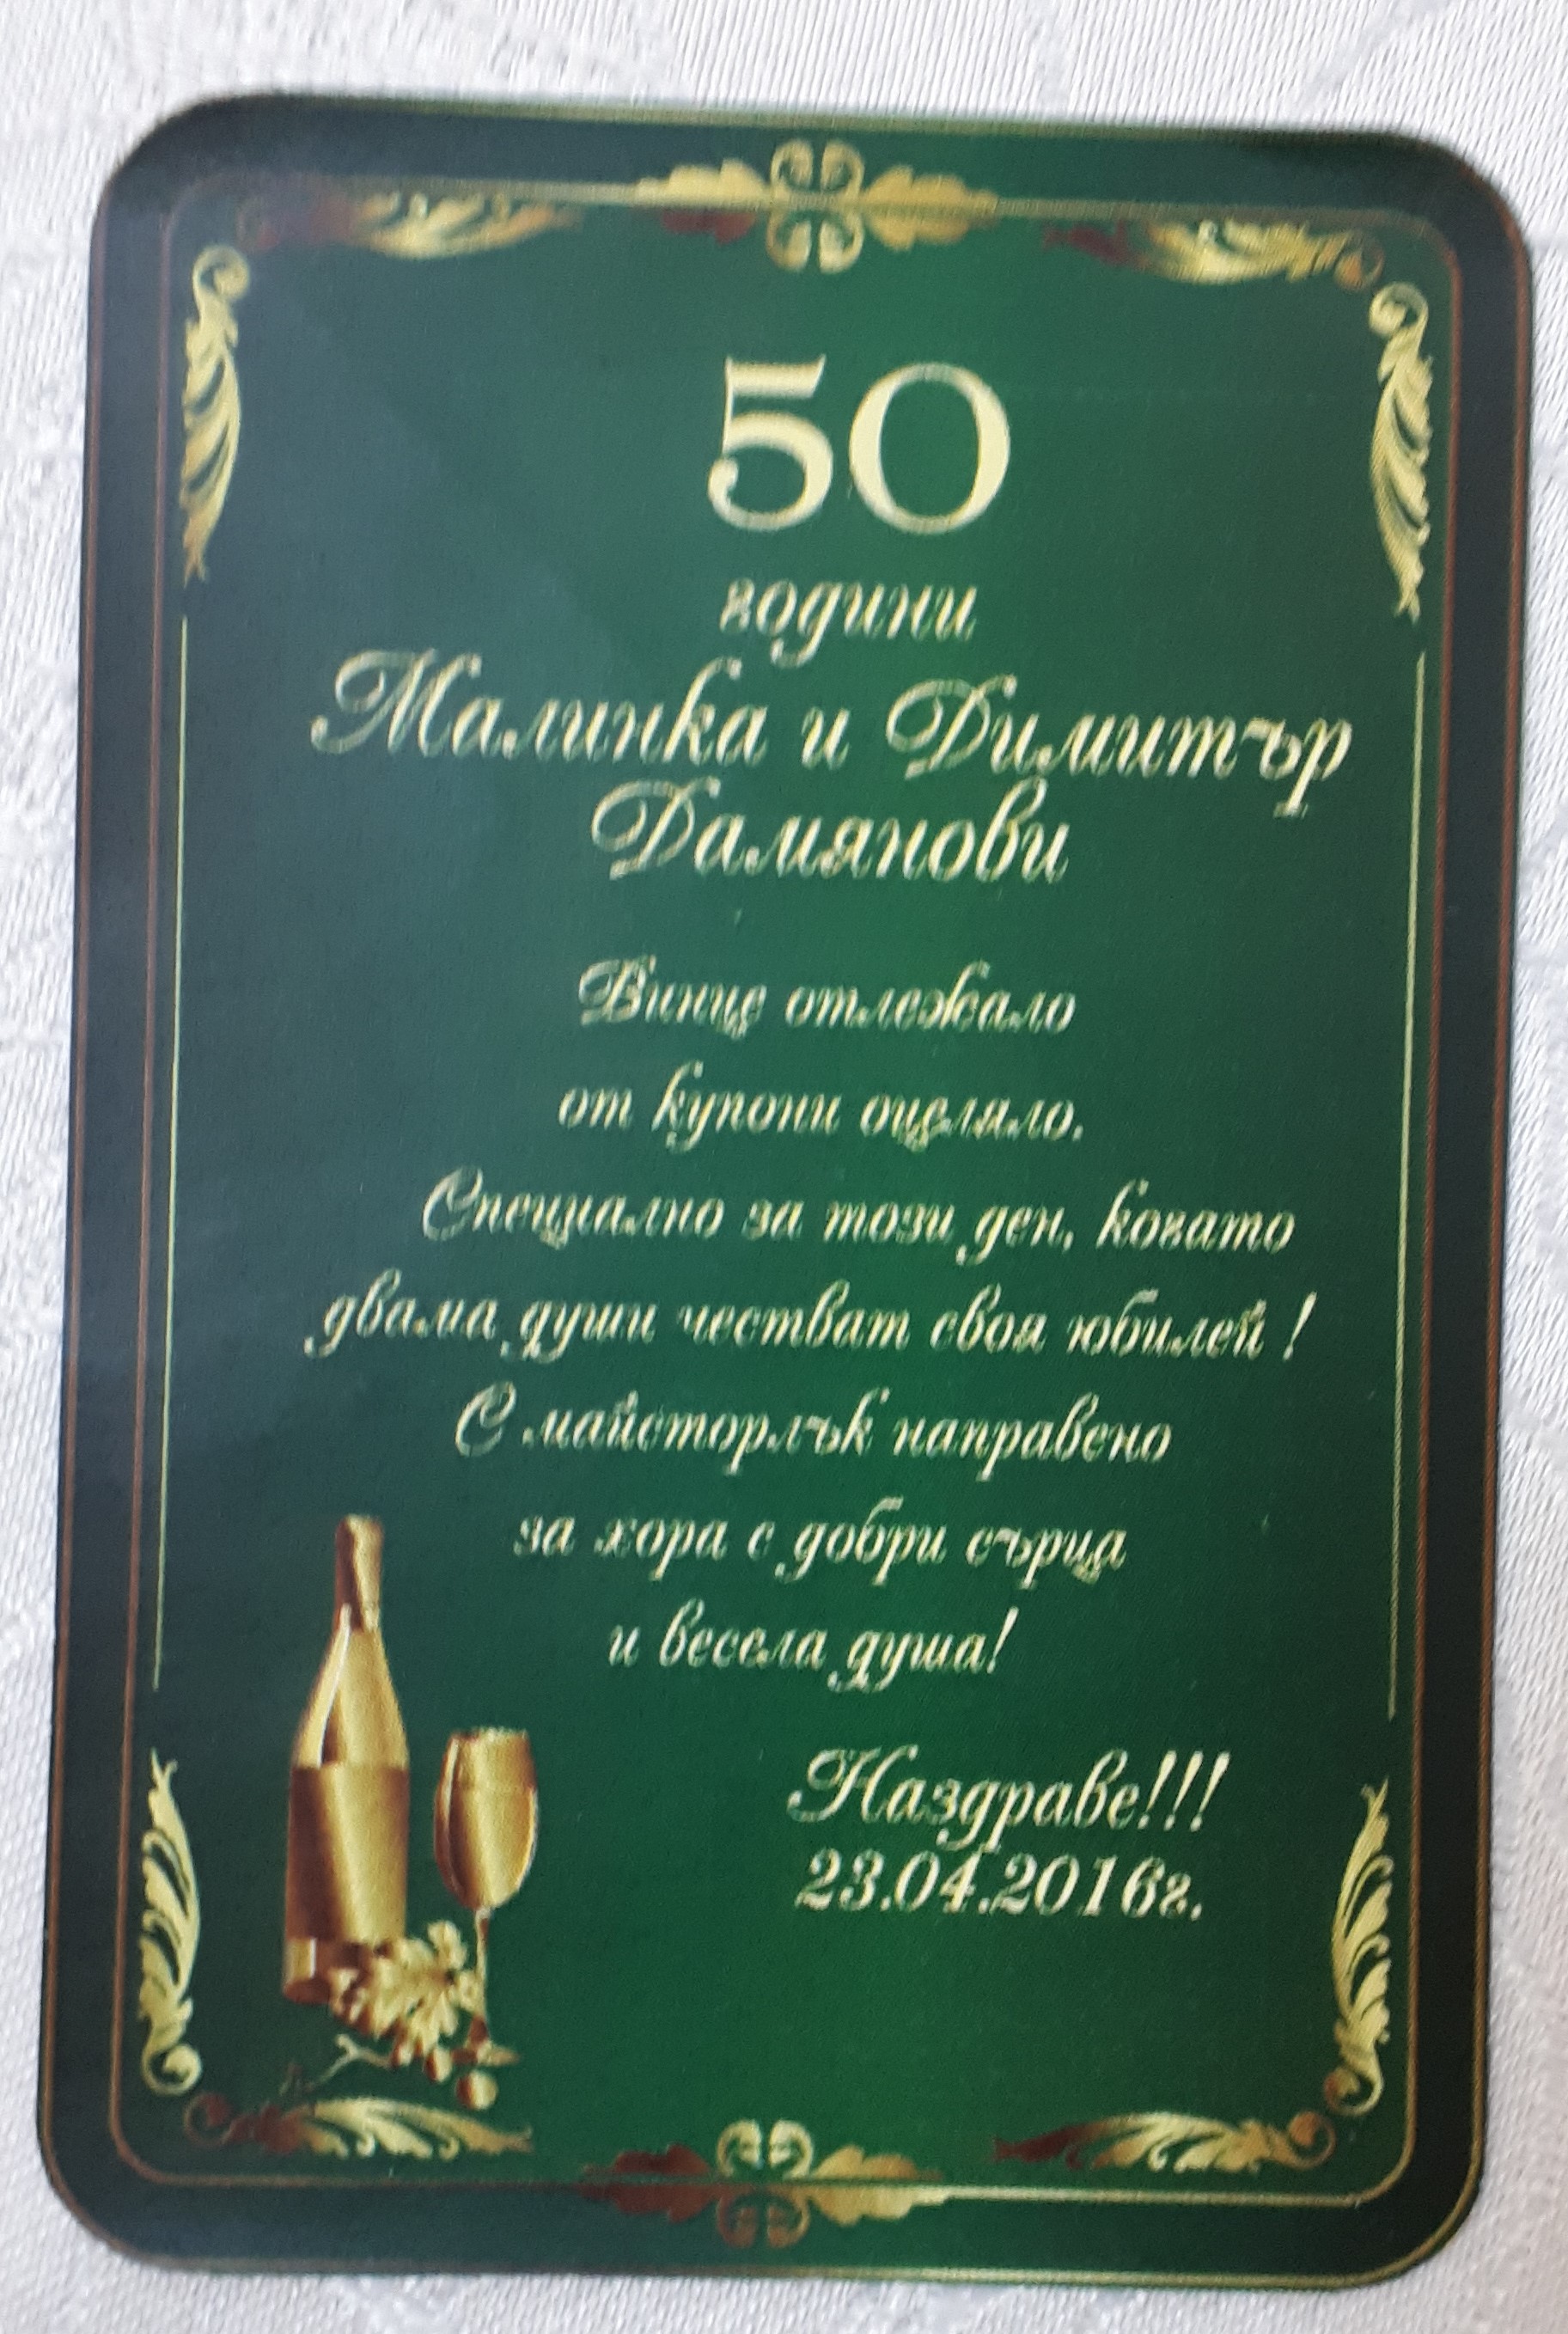 50
години
Малинка и Димитър
Дамянови
Винце отлежало
от купони оцеляло.
Специално за този ден, когато
двама души честват своя юбилей !
С майсторлък направено
за хора с добри сърца
и весела душа!
Наздраве!!!
23.04.2016г.